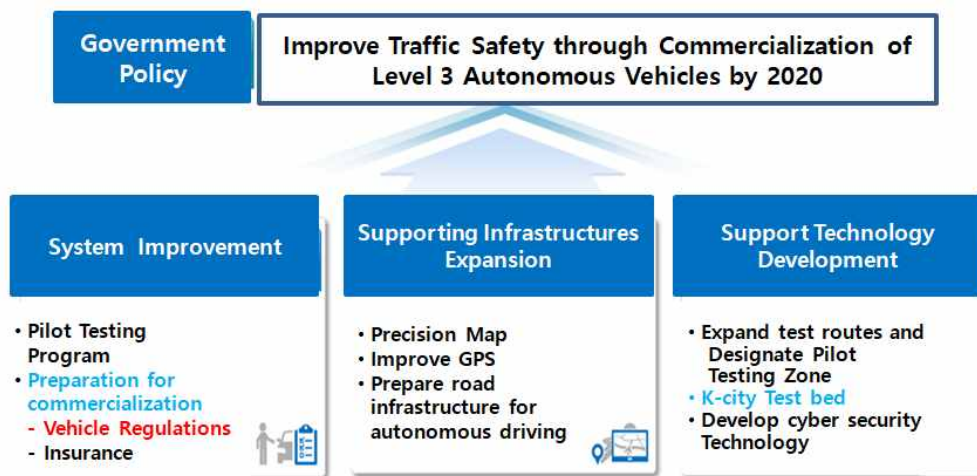 Government
Policy
Improve Traffic Safety through Commercialization of
Level 3 Autonomous Vehicles by 2020
System Improvement
• Pilot Testing
Program
• Preparation for
commercialization
- Vehicle Regulations
- Insurance
Supporting Infrastructures
Expansion
• Precision Map
• Improve GPS
• Prepare road
infrastructure for
autonomous driving
Support Technology
Development
• Expand test routes and
Designate Pilot
Testing Zone
• K-city Test bed
• Develop cyber security
Technology